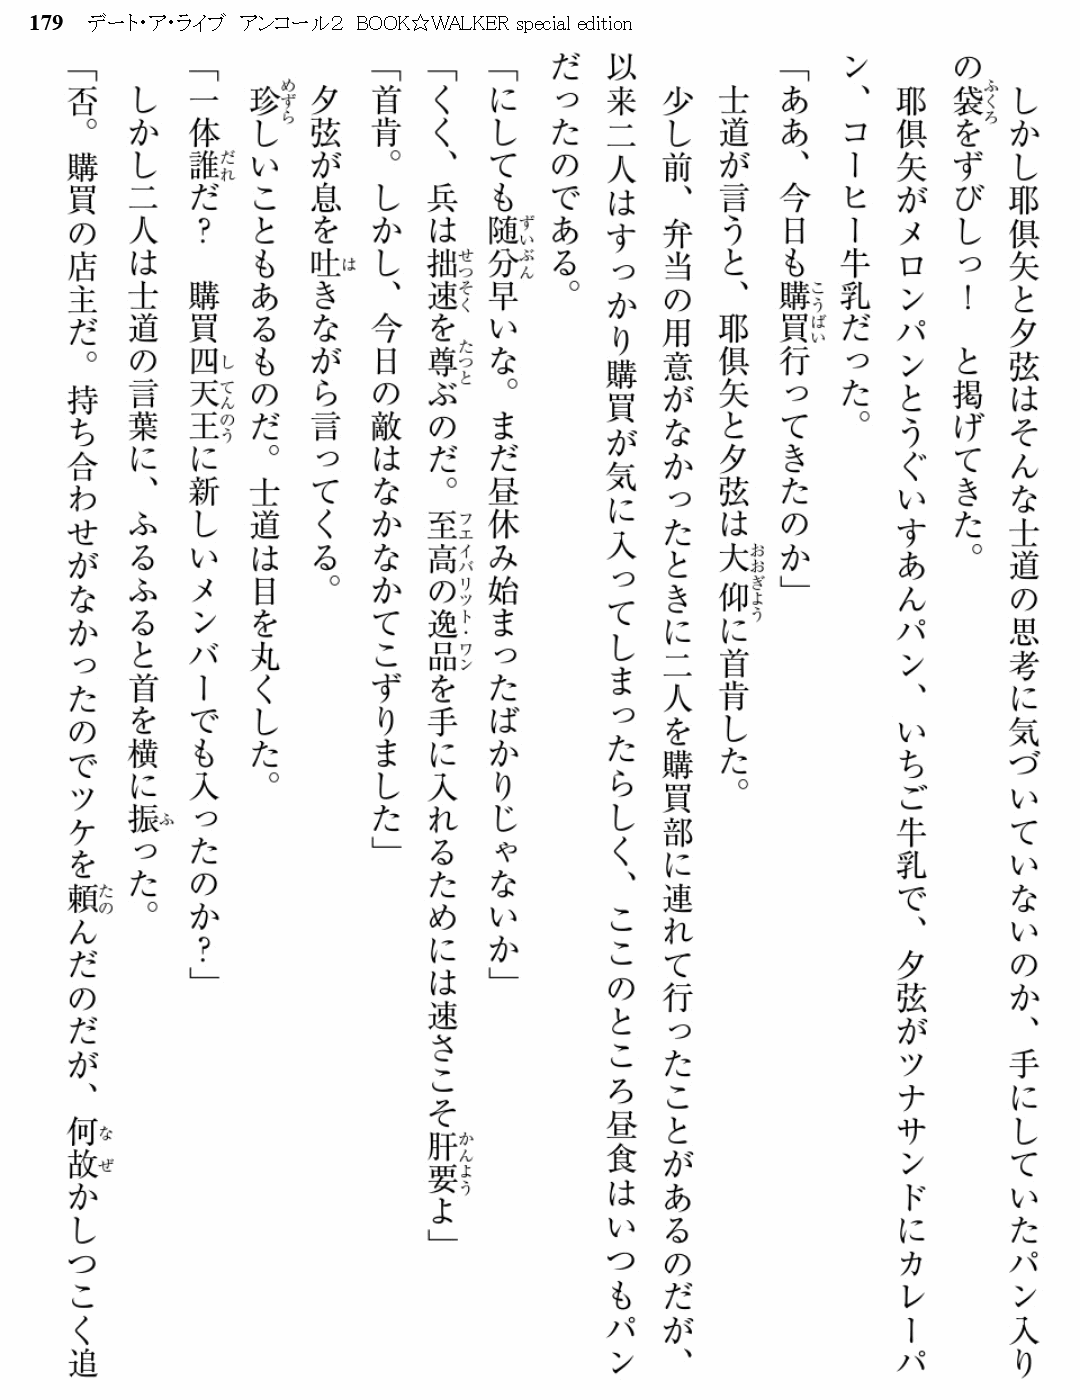 179 デート・ア・ライブ アンコール2 BOOK☆WALKER special edition
しかし耶倶矢と夕弦はそんな士道の思考に気づいていないのか、手にしていたパン入り
の袋をずびしっ！ と掲げてきた。
耶倶矢がメロンパンとうぐいすあんパン、いちご牛乳で、夕弦がツナサンドにカレーパ
ン、コーヒー牛乳だった。
「ああ、今日も購買行ってきたのか」
士道が言うと、耶倶矢と夕弦は大仰に首肯した。
少し前、弁当の用意がなかったときに二人を購買部に連れて行ったことがあるのだが、
以来二人はすっかり購買が気に入ってしまったらしく、ここのところ昼食はいつもパン
だったのである。
「にしても随分早いな。まだ昼休み始まったばかりじゃないか」
「くく、兵は拙速を尊ぶのだ。至高の逸品を手に入れるためには速さこそ肝要よ」
「首肯。しかし、今日の敵はなかなかてこずりました」
夕弦が息を吐きながら言ってくる。
珍しいこともあるものだ。士道は目を丸くした。
「一体誰だ？ 購買四天王に新しいメンバーでも入ったのか？」
しかし二人は士道の言葉に、ふるふると首を横に振った。
「否。購買の店主だ。持ち合わせがなかったのでツケを頼んだのだが、何故かしつこく追